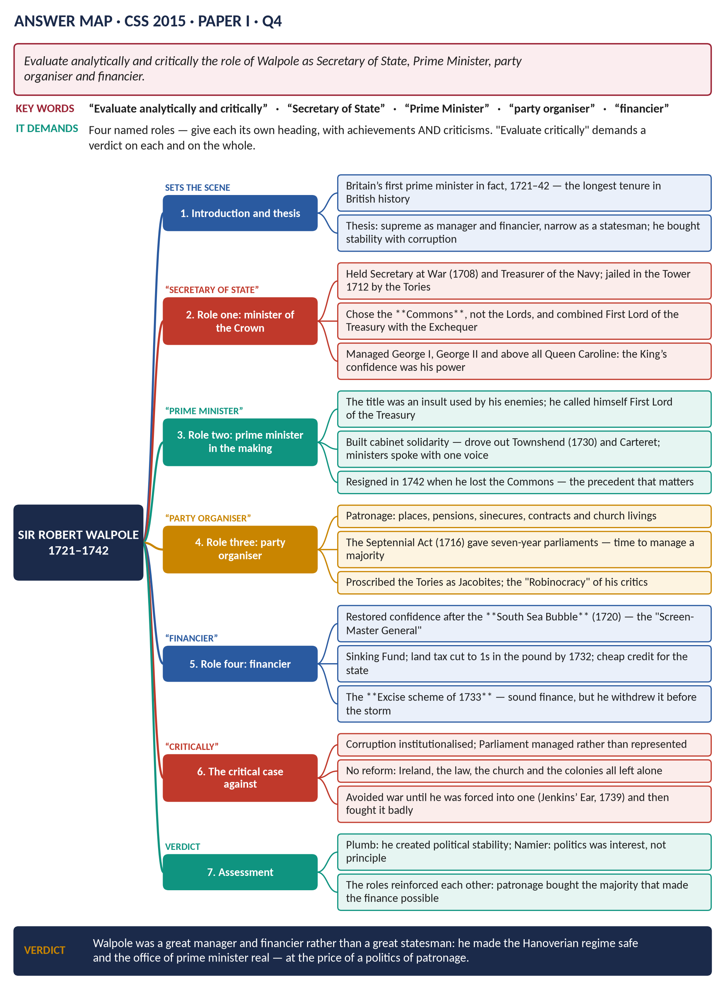 ANSWER MAP · CSS 2015 · PAPER I · Q4
Evaluate analytically and critically the role of Walpole as Secretary of State, Prime Minister, party
organiser and financier.
KEY WORDS “Evaluate analytically and critically” · “Secretary of State” · “Prime Minister” · “party organiser” · “financier”
IT DEMANDS Four named roles — give each its own heading, with achievements AND criticisms. "Evaluate critically" demands a
verdict on each and on the whole.
SIR ROBERT WALPOLE
1721–1742
SETS THE SCENE
1. Introduction and thesis
Britain’s first prime minister in fact, 1721–42 — the longest tenure in
British history
Thesis: supreme as manager and financier, narrow as a statesman; he bought
stability with corruption
“SECRETARY OF STATE”
2. Role one: minister of
the Crown
Held Secretary at War (1708) and Treasurer of the Navy; jailed in the Tower
1712 by the Tories
Chose the **Commons**, not the Lords, and combined First Lord of the
Treasury with the Exchequer
Managed George I, George II and above all Queen Caroline: the King’s
confidence was his power
“PRIME MINISTER”
3. Role two: prime minister
in the making
The title was an insult used by his enemies; he called himself First Lord
of the Treasury
Built cabinet solidarity — drove out Townshend (1730) and Carteret;
ministers spoke with one voice
Resigned in 1742 when he lost the Commons — the precedent that matters
“PARTY ORGANISER”
4. Role three: party
organiser
Patronage: places, pensions, sinecures, contracts and church livings
The Septennial Act (1716) gave seven-year parliaments — time to manage a
majority
Proscribed the Tories as Jacobites; the "Robinocracy" of his critics
“FINANCIER”
5. Role four: financier
Restored confidence after the **South Sea Bubble** (1720) — the "Screen-
Master General"
Sinking Fund; land tax cut to 1s in the pound by 1732; cheap credit for the
state
The **Excise scheme of 1733** — sound finance, but he withdrew it before
the storm
“CRITICALLY”
6. The critical case
against
Corruption institutionalised; Parliament managed rather than represented
No reform: Ireland, the law, the church and the colonies all left alone
Avoided war until he was forced into one (Jenkins’ Ear, 1739) and then
fought it badly
VERDICT
7. Assessment
Plumb: he created political stability; Namier: politics was interest, not
principle
The roles reinforced each other: patronage bought the majority that made
the finance possible
VERDICT Walpole was a great manager and financier rather than a great statesman: he made the Hanoverian regime safe
and the office of prime minister real — at the price of a politics of patronage.